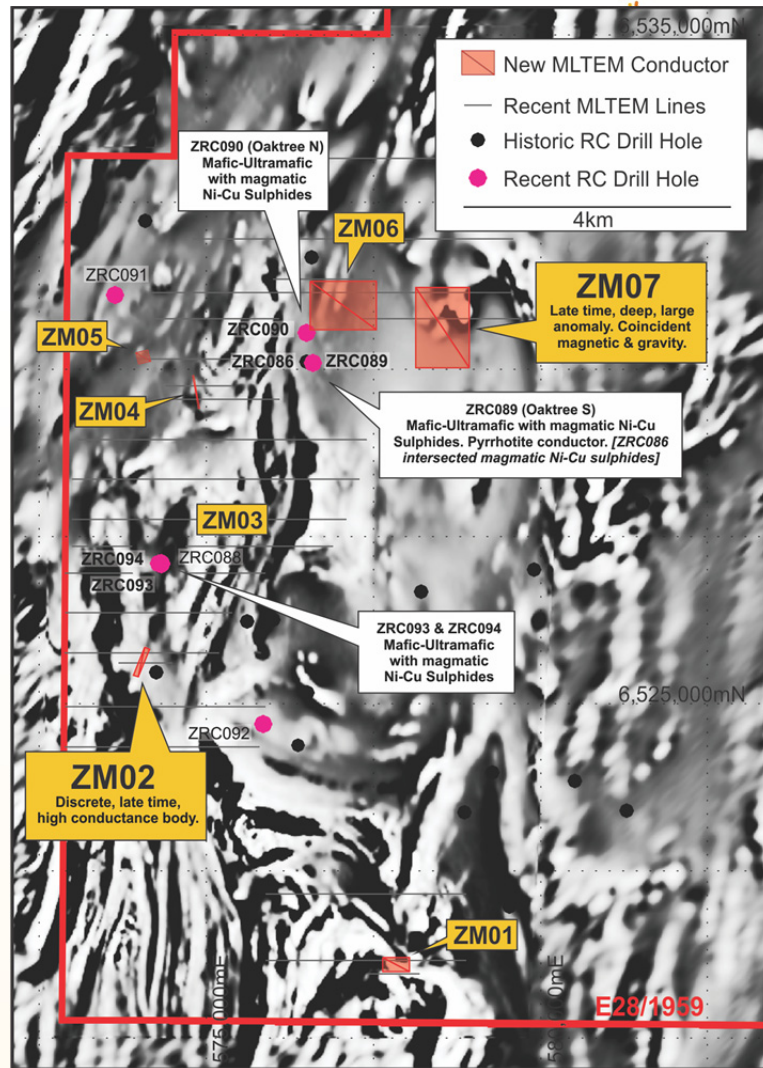 6,535,000mN
New MLTEM Conductor
Recent MLTEM Lines
Historic RC Drill Hole
Recent RC Drill Hole
4km
ZRC090 (Oaktree N)
Mafic-Ultramafic
with magmatic
Ni-Cu Sulphides
ZM06
ZRC091
ZM07
Late time, deep, large
anomaly. Coincident
magnetic & gravity.
ZRC090
ZM05
ZRC086
ZRC089
ZM04
ZRC089 (Oaktree S)
Mafic-Ultramafic with magmatic Ni-Cu
Sulphides. Pyrrhotite conductor. [ZRC086
intersected magmatic Ni-Cu sulphides]
ZM03
ZRC094
ZRC088
ZRC093
ZRC093 & ZRC094
Mafic-Ultramafic
with magmatic
Ni-Cu Sulphides
6,525,000mN
ZRC092
ZM02
Discrete, late time,
high conductance body.
ZM01
575,000mE
E28/1959